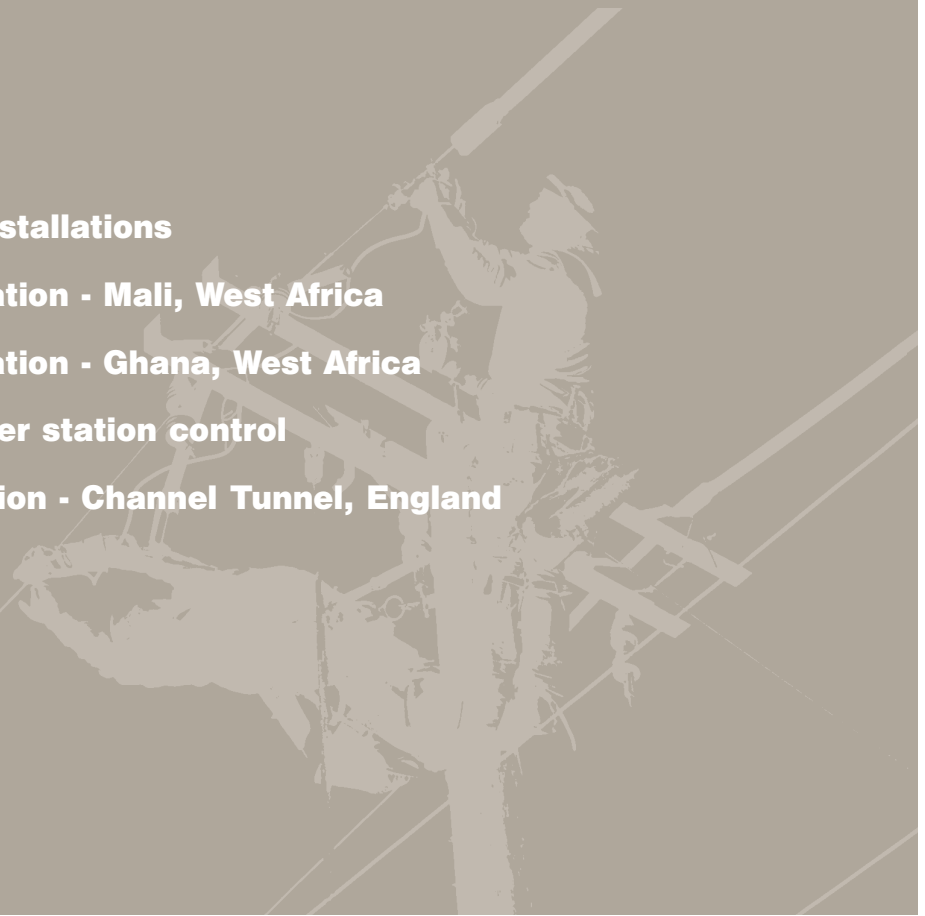 stallations
ation - Mali, West Africa
ation - Ghana, West Africa
er station control
ion - Channel Tunnel, England